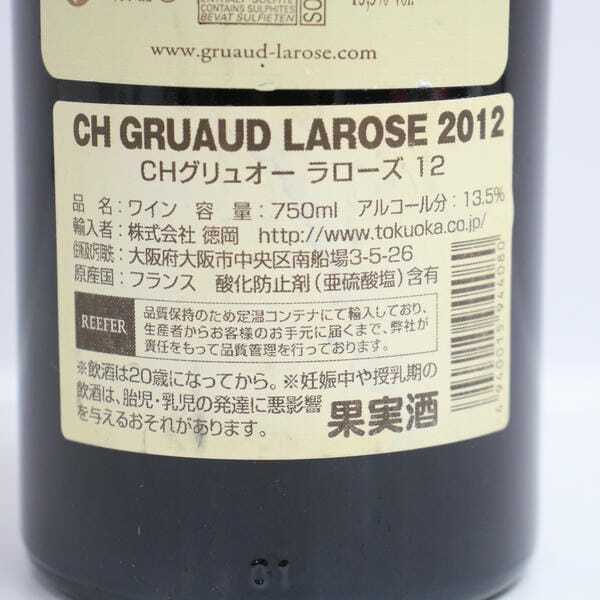 CONTAINS SULPHITES
BEVAT SULFIETEN
www.gruaud-larose.com
CH GRUAUD LAROSE 2012
CHグリュオー ラローズ 12
品 名：ワイン 容 量：750ml アルコール分：13.5%
輸入者：株式会社 徳岡 http://www.tokuoka.co.jp/
住所及び引取先：大阪府大阪市中央区南船場3-5-26
原産国：フランス 酸化防止剤（亜硫酸塩）含有
REEFER
品質保持のため定温コンテナにて輸入しており、
生産者からお客様のお手元に届くまで、弊社が
責任をもって品質管理を行っております。
※飲酒は20歳になってから。※妊娠中や授乳期の
飲酒は、胎児・乳児の発達に悪影響
を与えるおそれがあります。
果実酒
4940015944080
61